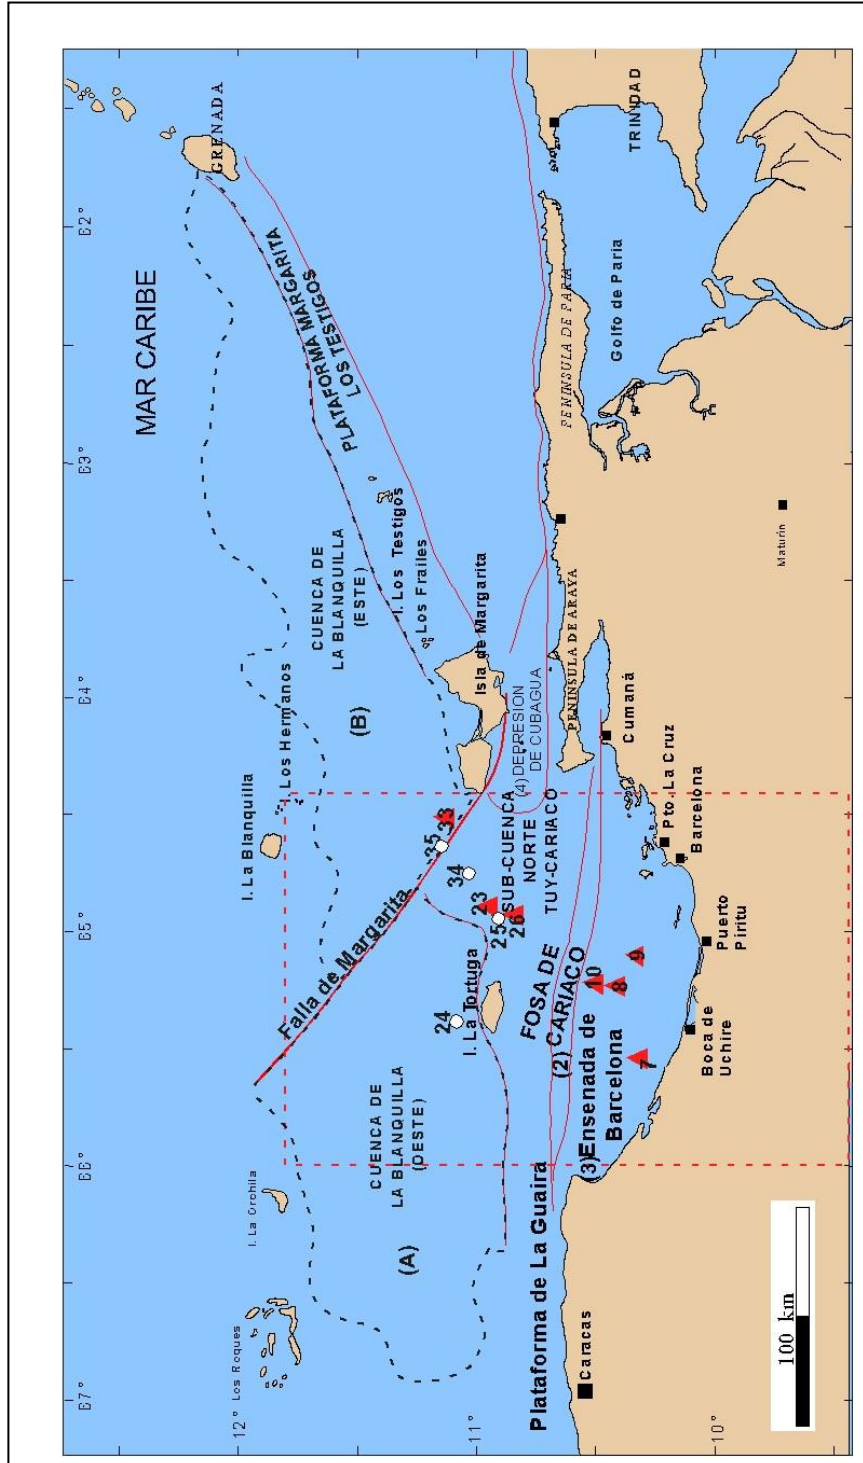 MAR CARIBE
GRENADA
62°
63°
64°
65°
66°
67°
12°
11°
10°
PLATAFORMA MARGARITA
LOS TESTIGOS
CUENCA DE
LA BLANQUILLA
(ESTE)
(B)
I. Los Testigos
Los Frailes
Isla de Margarita
I. La Blanquilla
Los Hermanos
Falla de Margarita
33
35
34
23
25
26
24
I. La Tortuga
SUB-CUENCA
NORTE
TUY-CARIACO
(4) DEPRESION
DE CUBAGUA
CUENCA DE
LA BLANQUILLA
(OESTE)
(A)
I. La Orchila
Los Roques
FOSA DE
(2) CARIACO
10
8
9
7
(3) Ensenada de
Barcelona
Plataforma de La Guaira
Caracas
Boca de
Uchire
Puerto
Piritu
Barcelona
Pto. La Cruz
Cumaná
PENINSULA DE ARAYA
PENINSULA DE PARIA
Golfo de Paria
TRINIDAD
Maturin
100 km